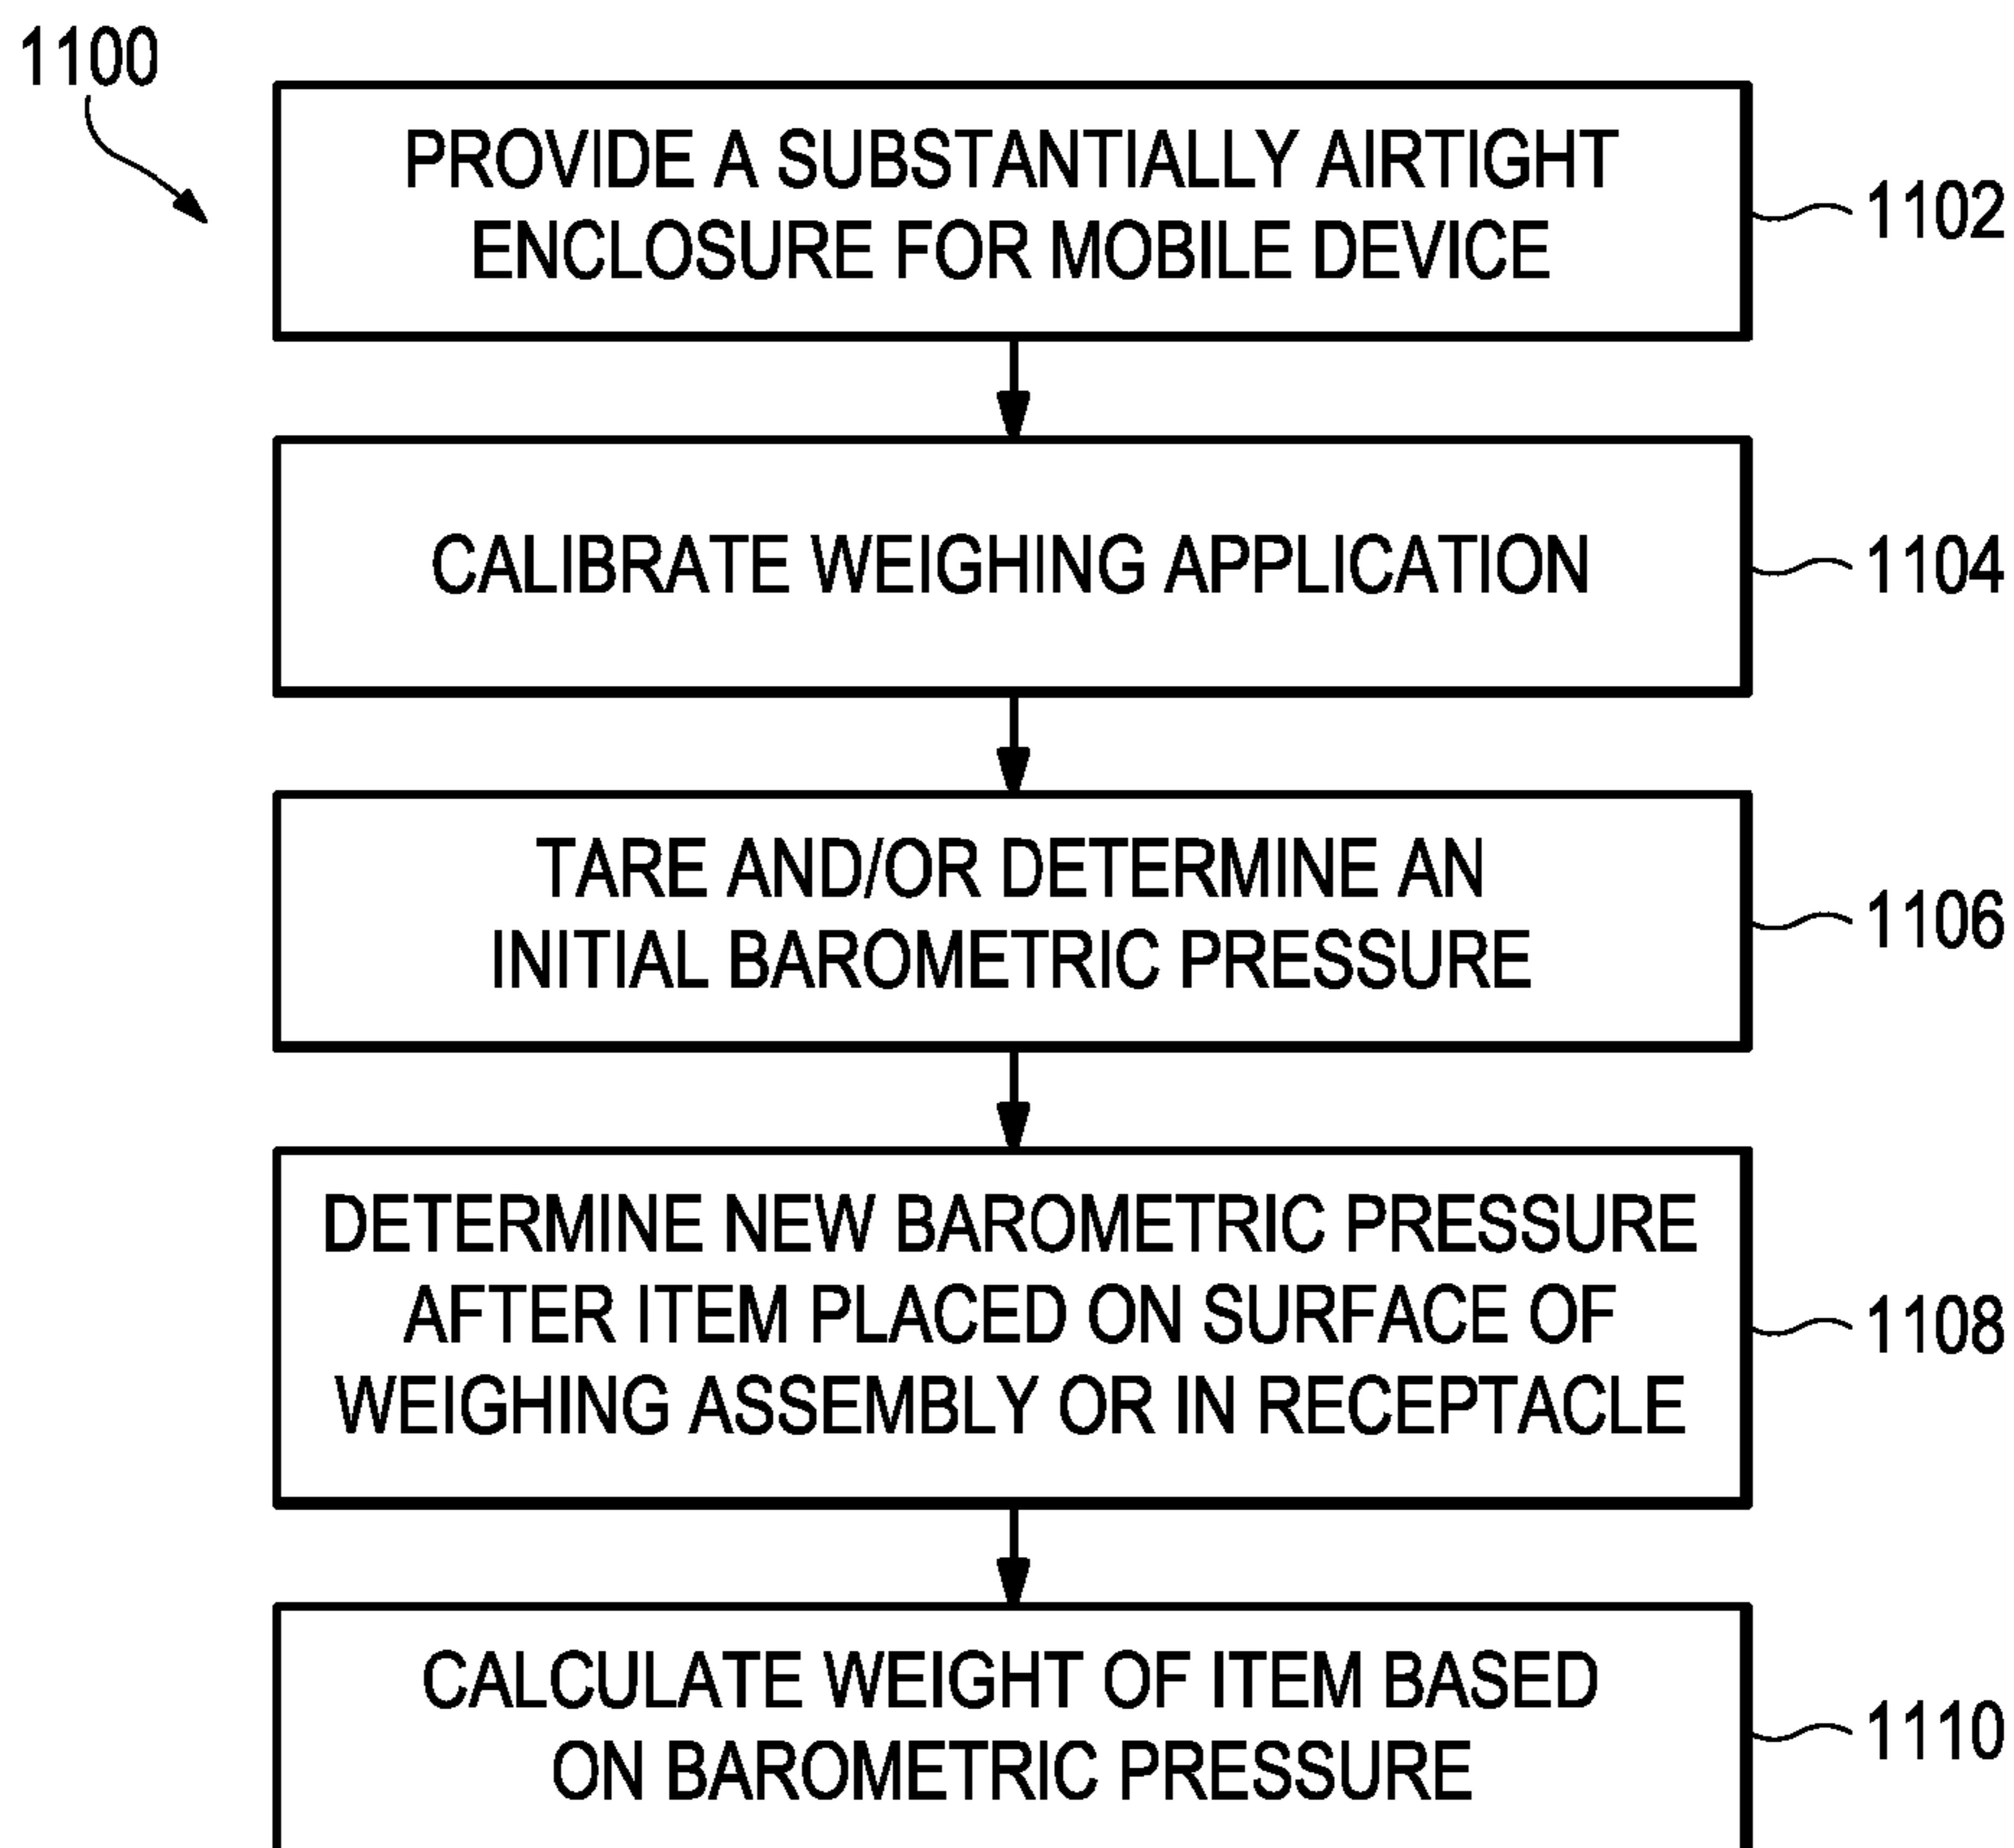 1100
PROVIDE A SUBSTANTIALLY AIRTIGHT
ENCLOSURE FOR MOBILE DEVICE
1102
CALIBRATE WEIGHING APPLICATION
1104
TARE AND/OR DETERMINE AN
INITIAL BAROMETRIC PRESSURE
1106
DETERMINE NEW BAROMETRIC PRESSURE
AFTER ITEM PLACED ON SURFACE OF
WEIGHING ASSEMBLY OR IN RECEPTACLE
1108
CALCULATE WEIGHT OF ITEM BASED
ON BAROMETRIC PRESSURE
1110